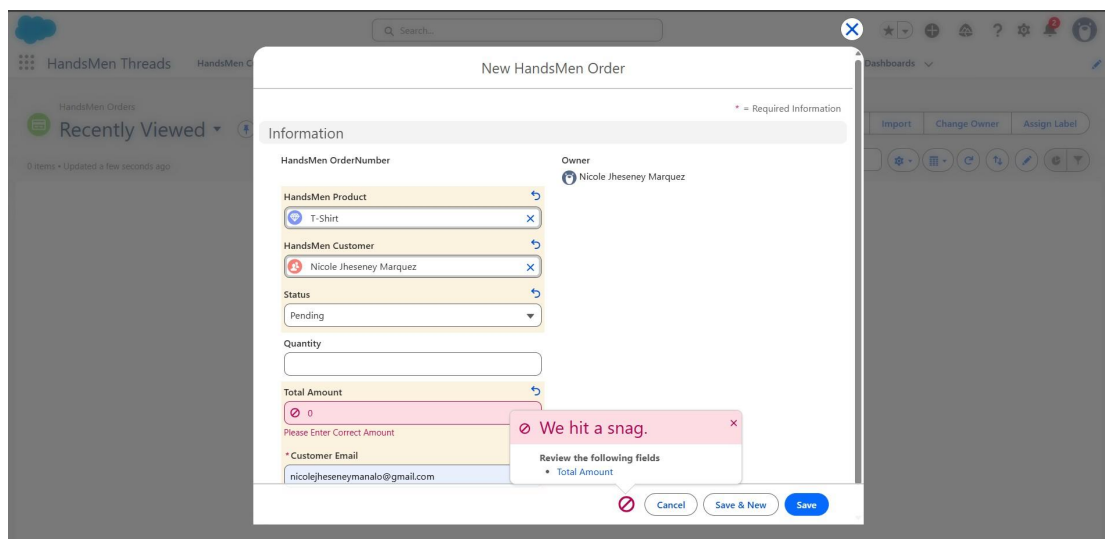 Search...
2
HandsMen Threads
HandsMen C
Dashboards
New HandsMen Order
* = Required Information
HandsMen Orders
Recently Viewed
Import
Change Owner
Assign Label
0 items • Updated a few seconds ago
Information
HandsMen OrderNumber
Owner
Nicole Jheseney Marquez
HandsMen Product
T-Shirt
HandsMen Customer
Nicole Jheseney Marquez
Status
Pending
Quantity
Total Amount
0
Please Enter Correct Amount
*Customer Email
nicolejheseneymanalo@gmail.com
We hit a snag.
Review the following fields
• Total Amount
Cancel
Save & New
Save